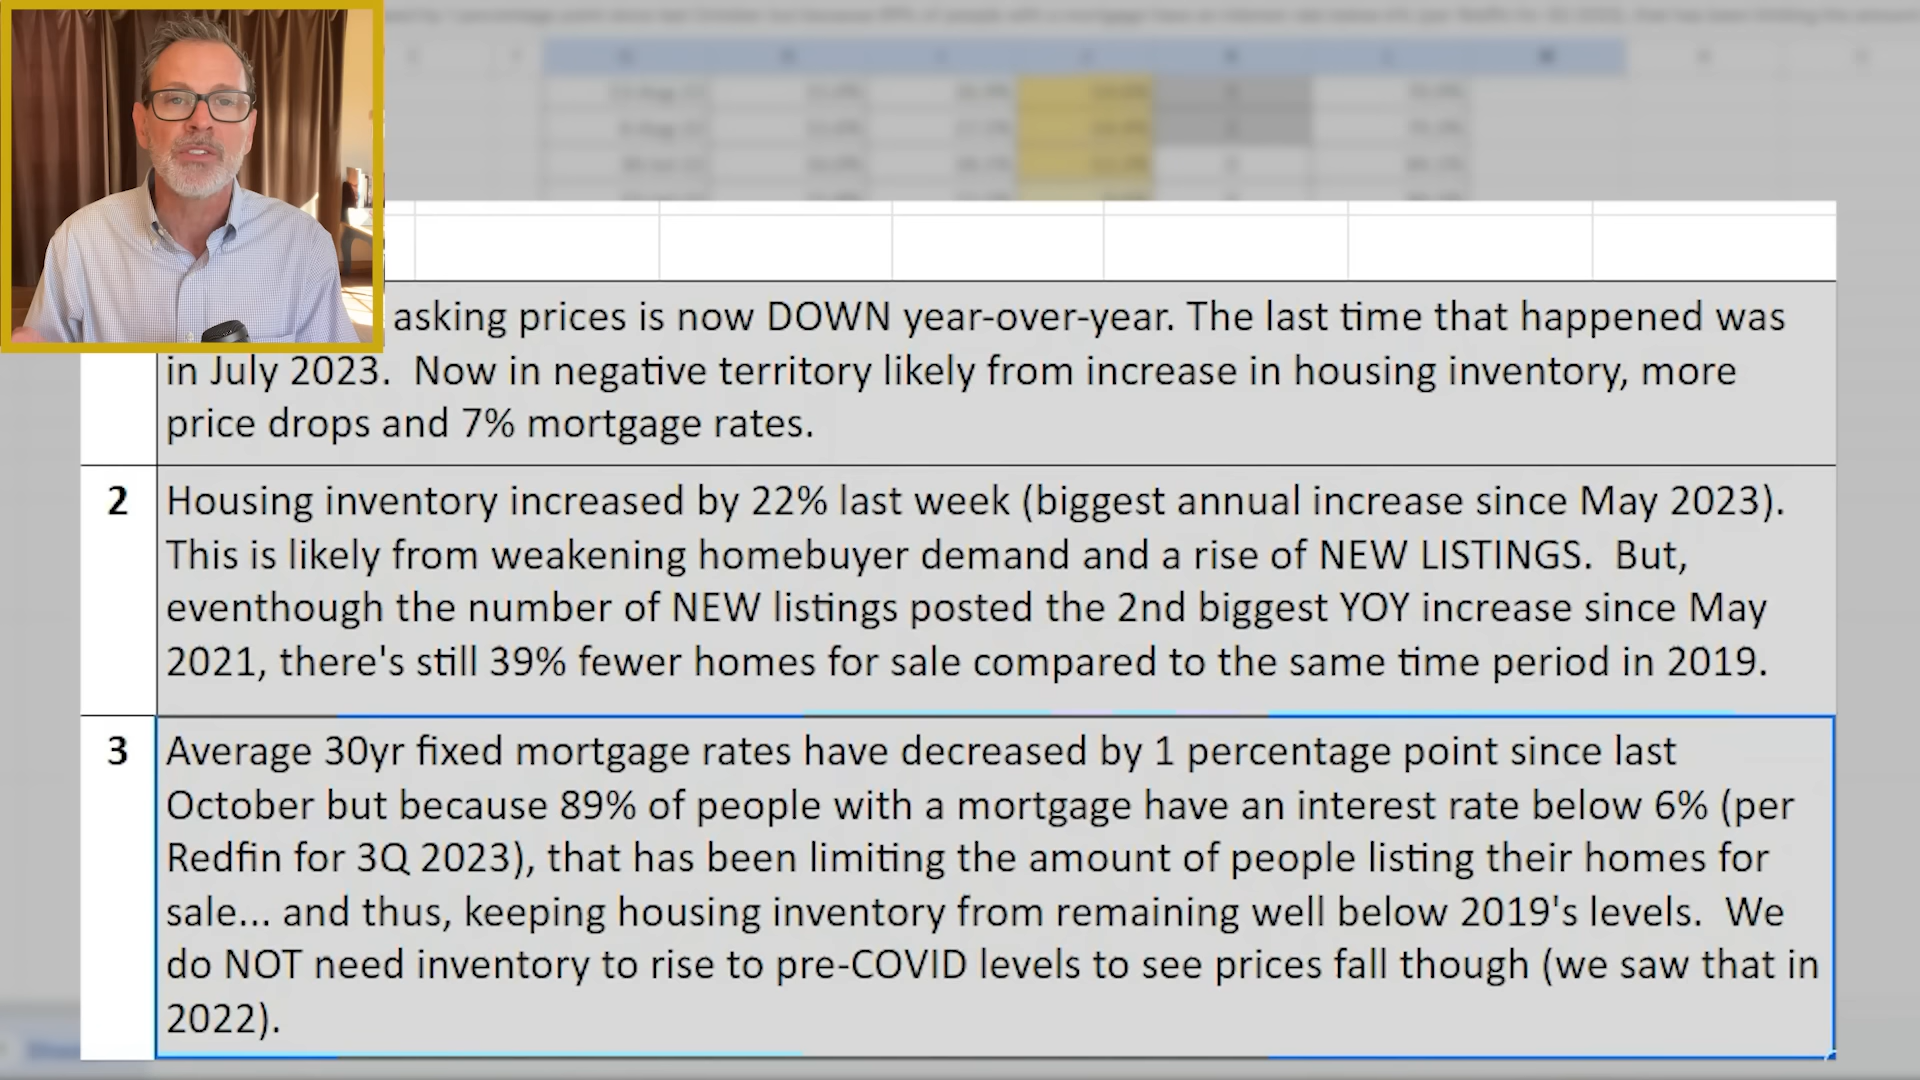 asking prices is now DOWN year-over-year. The last time that happened was
in July 2023. Now in negative territory likely from increase in housing inventory, more
price drops and 7% mortgage rates.
2 Housing inventory increased by 22% last week (biggest annual increase since May 2023).
This is likely from weakening homebuyer demand and a rise of NEW LISTINGS. But,
eventhough the number of NEW listings posted the 2nd biggest YOY increase since May
2021, there's still 39% fewer homes for sale compared to the same time period in 2019.
3 Average 30yr fixed mortgage rates have decreased by 1 percentage point since last
October but because 89% of people with a mortgage have an interest rate below 6% (per
Redfin for 3Q 2023), that has been limiting the amount of people listing their homes for
sale... and thus, keeping housing inventory from remaining well below 2019's levels. We
do NOT need inventory to rise to pre-COVID levels to see prices fall though (we saw that in
2022).